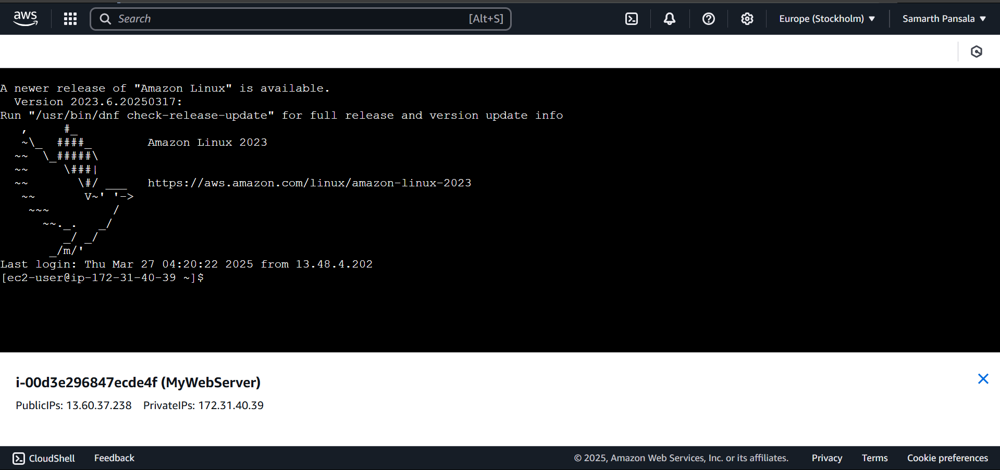 aws Search [Alt+S] Europe (Stockholm) Samarth Pansala
A newer release of "Amazon Linux" is available.
  Version 2023.6.20250317:
Run "/usr/bin/dnf check-release-update" for full release and version update info
   ,     #_
   ~\_  ####_        Amazon Linux 2023
  ~~  \_#####\
  ~~     \###|
  ~~       \#/ ___   https://aws.amazon.com/linux/amazon-linux-2023
   ~~       V~' '->
    ~~~         /
      ~~._.   _/
         _/ _/
       _/m/'
Last login: Thu Mar 27 04:20:22 2025 from 13.48.4.202
[ec2-user@ip-172-31-40-39 ~]$
i-00d3e296847ecde4f (MyWebServer)
PublicIPs: 13.60.37.238 PrivateIPs: 172.31.40.39
CloudShell Feedback © 2025, Amazon Web Services, Inc. or its affiliates. Privacy Terms Cookie preferences